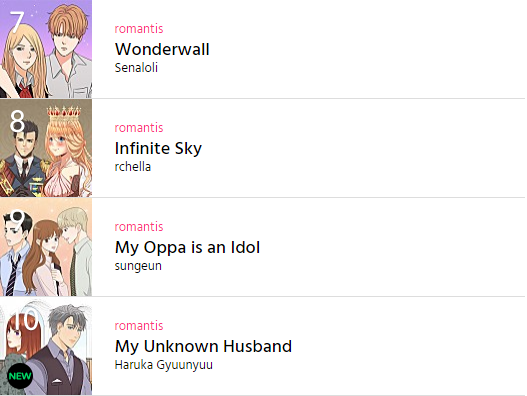 7
romantis
Wonderwall
Senaloli
8
romantis
Infinite Sky
rchella
9
romantis
My Oppa is an Idol
sungeun
10
romantis
My Unknown Husband
Haruka Gyuunyuu
NEW